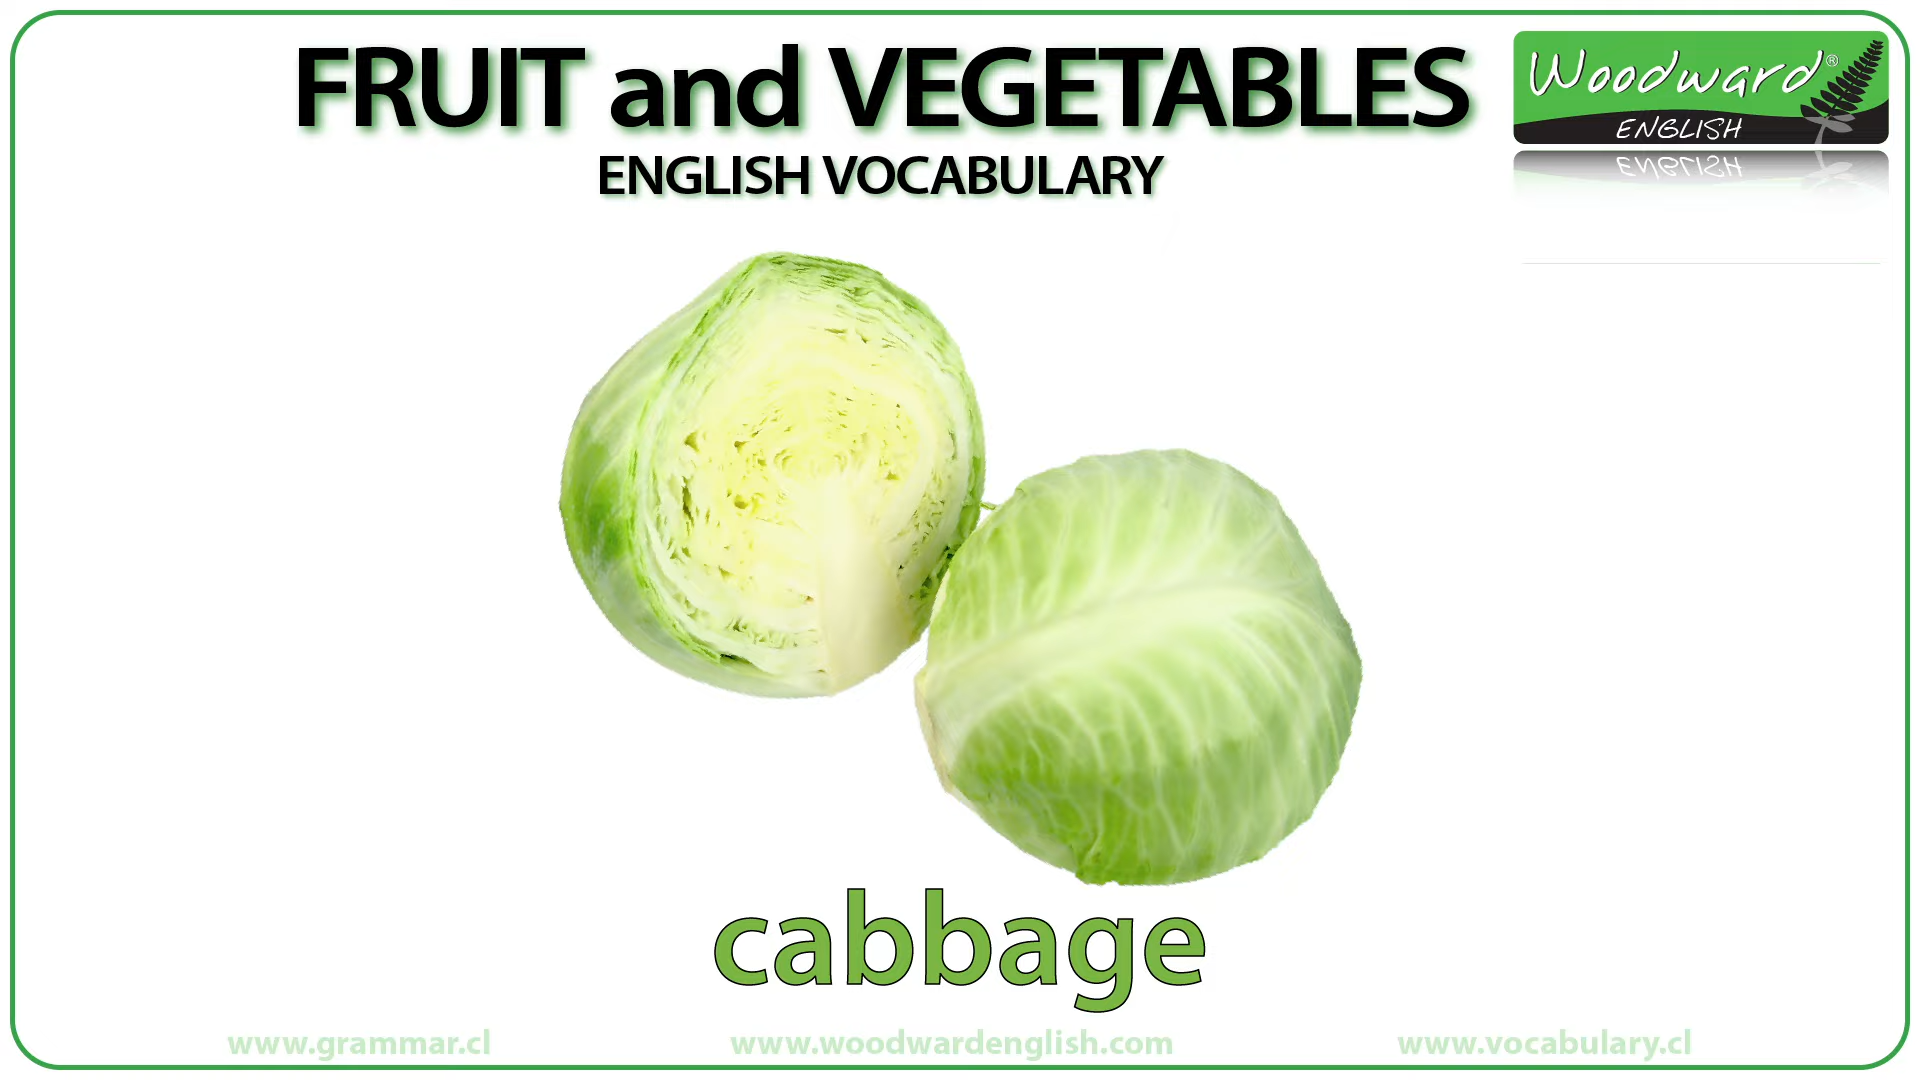 FRUIT and VEGETABLES
ENGLISH VOCABULARY
Woodward®
ENGLISH
cabbage
www.grammar.cl
www.woodwardenglish.com
www.vocabulary.cl